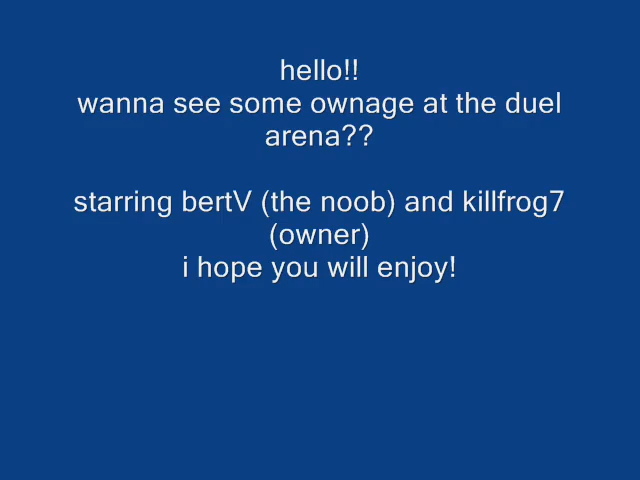 hello!!
wanna see some ownage at the duel
arena??
starring bertV (the noob) and killfrog7
(owner)
i hope you will enjoy!